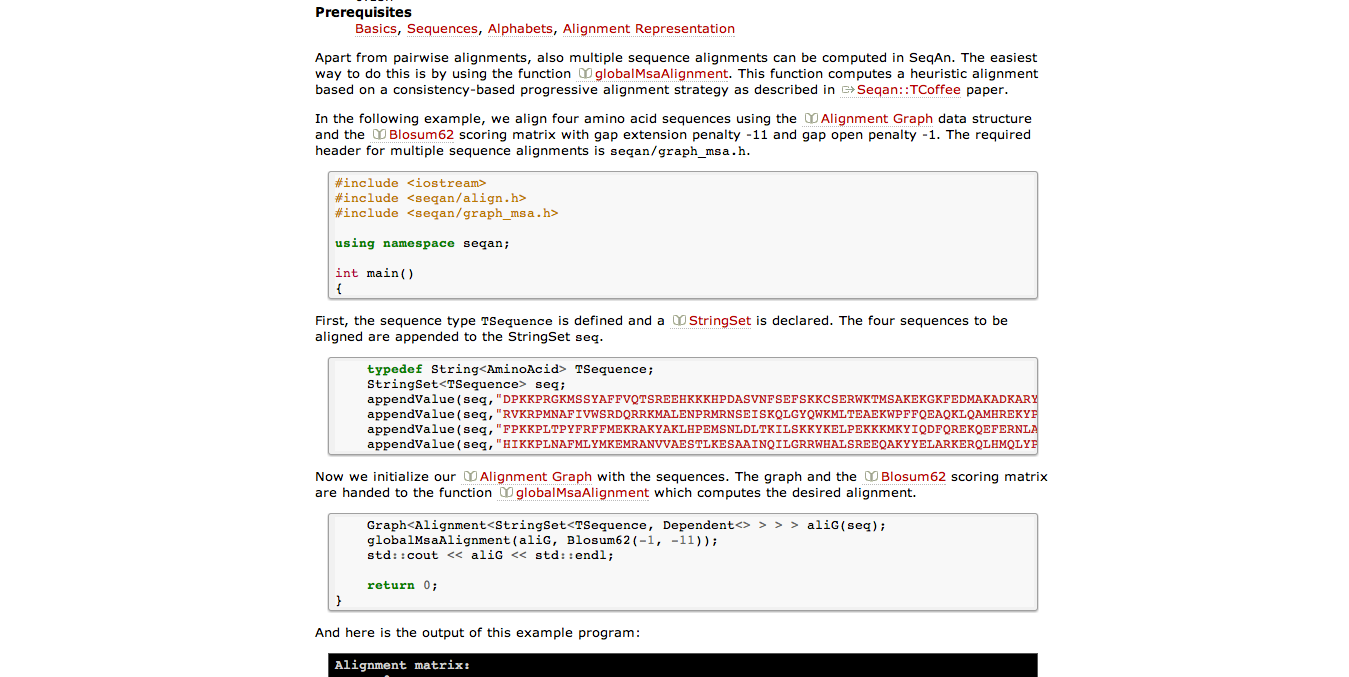 Prerequisites
Basics, Sequences, Alphabets, Alignment Representation
Apart from pairwise alignments, also multiple sequence alignments can be computed in SeqAn. The easiest
way to do this is by using the function globalMsaAlignment. This function computes a heuristic alignment
based on a consistency-based progressive alignment strategy as described in Seqan::TCoffee paper.
In the following example, we align four amino acid sequences using the Alignment Graph data structure
and the Blosum62 scoring matrix with gap extension penalty -11 and gap open penalty -1. The required
header for multiple sequence alignments is seqan/graph_msa.h.
#include <iostream>
#include <seqan/align.h>
#include <seqan/graph_msa.h>
using namespace seqan;
int main()
{
First, the sequence type TSequence is defined and a StringSet is declared. The four sequences to be
aligned are appended to the StringSet seq.
typedef String<AminoAcid> TSequence;
StringSet<TSequence> seq;
appendValue(seq,"DPKKPRGKMSSYAFFVQTSREEHKKKHPDASVNFSEFSKKCSERWKTMSAKEKGKFEDMAKADKARY
appendValue(seq,"RVKRPMNAFIVWSRDQRRKMALENPRMRNSEISKQLGYQWKMLTEAEKWPFFQEAQKLQAMHREKYP
appendValue(seq,"FPKKPLTPYFRFFMEKRAKYAKLHPEMSNLDLTKILSKKYKELPEKKKMKYIQDFQREKQEFERNLA
appendValue(seq,"HIKKPLNAFMLYMKEMRANVVAESTLKESAAINQILGRRWHALSREEQAKYYELARKERQLHMQLYP
Now we initialize our Alignment Graph with the sequences. The graph and the Blosum62 scoring matrix
are handed to the function globalMsaAlignment which computes the desired alignment.
Graph<Alignment<StringSet<TSequence, Dependent<> > > > aliG(seq);
globalMsaAlignment(aliG, Blosum62(-1, -11));
std::cout << aliG << std::endl;
return 0;
}
And here is the output of this example program:
Alignment matrix: